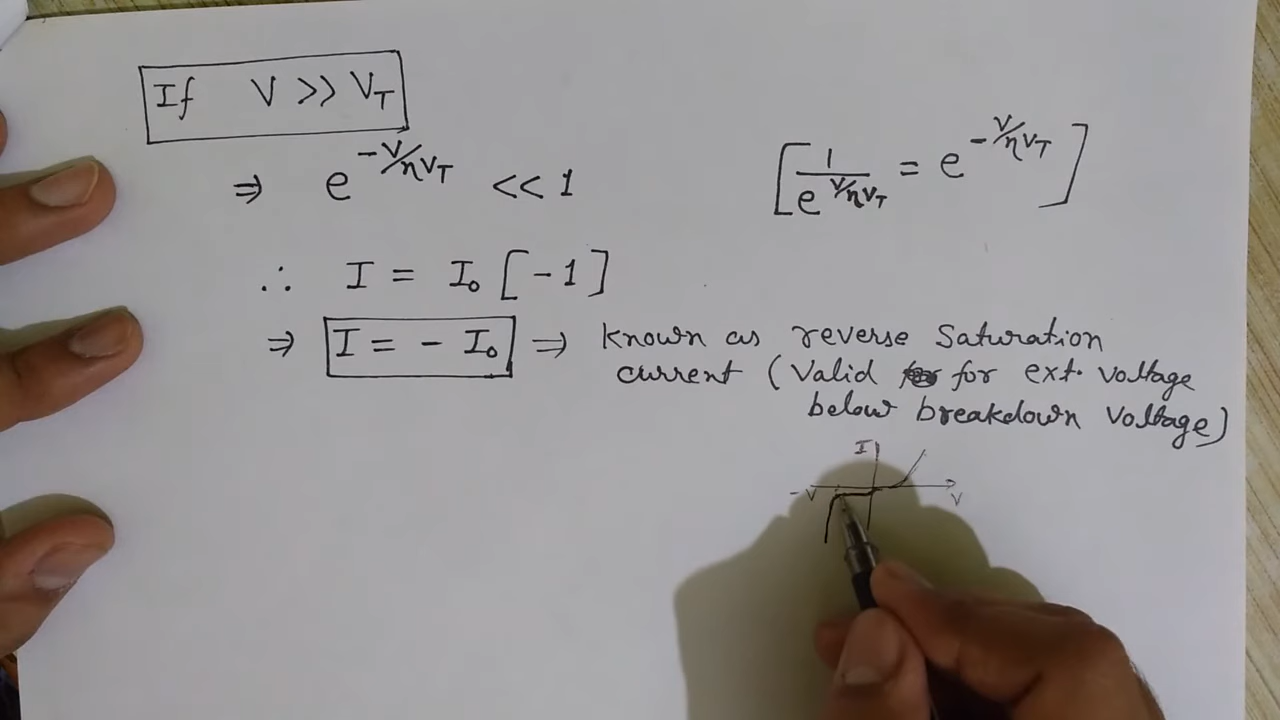 If V >> V_T
⇒ e^{-V/ηV_T} << 1
[1/e^{V/ηV_T} = e^{-V/ηV_T}]
∴ I = I₀ [-1]
⇒ I = - I₀ ⇒ Known as reverse Saturation
current (Valid for ext. voltage
below breakdown voltage)
I
-V
V